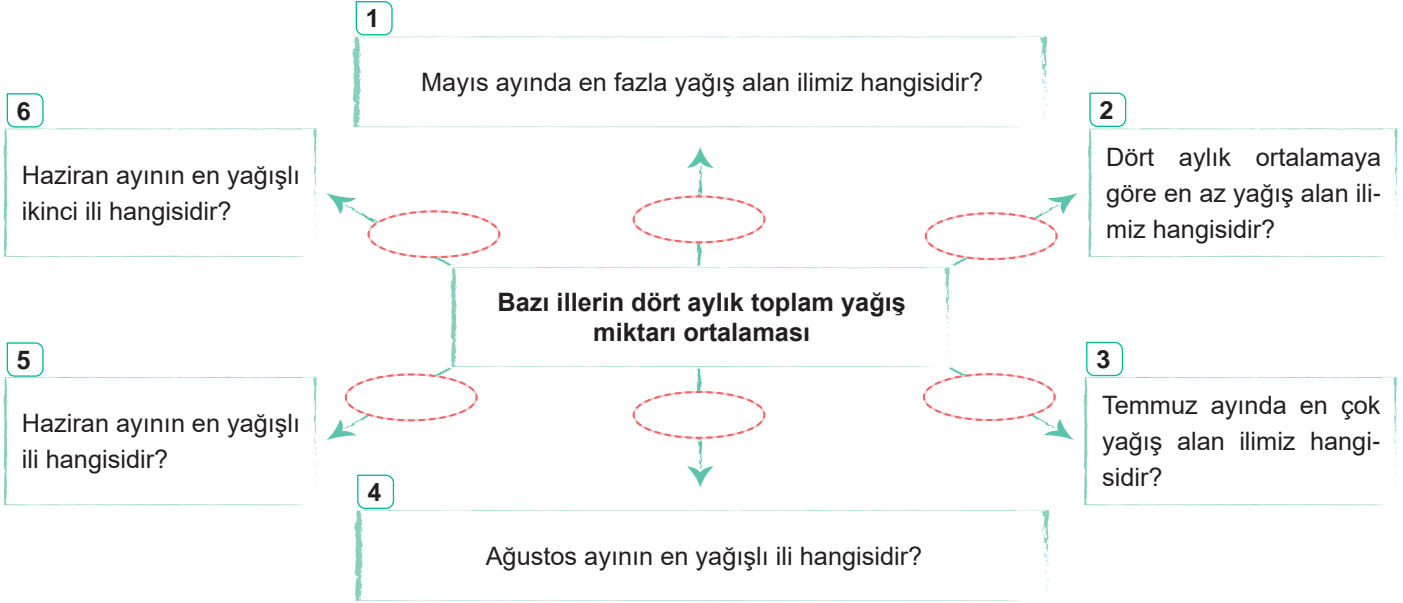 1
Mayıs ayında en fazla yağış alan ilimiz hangisidir?
2
Dört aylık ortalamaya
göre en az yağış alan ili-
miz hangisidir?
3
Temmuz ayında en çok
yağış alan ilimiz hangi-
sidir?
4
Ağustos ayının en yağışlı ili hangisidir?
5
Haziran ayının en yağışlı
ili hangisidir?
6
Haziran ayının en yağışlı
ikinci ili hangisidir?
Bazı illerin dört aylık toplam yağış
miktarı ortalaması